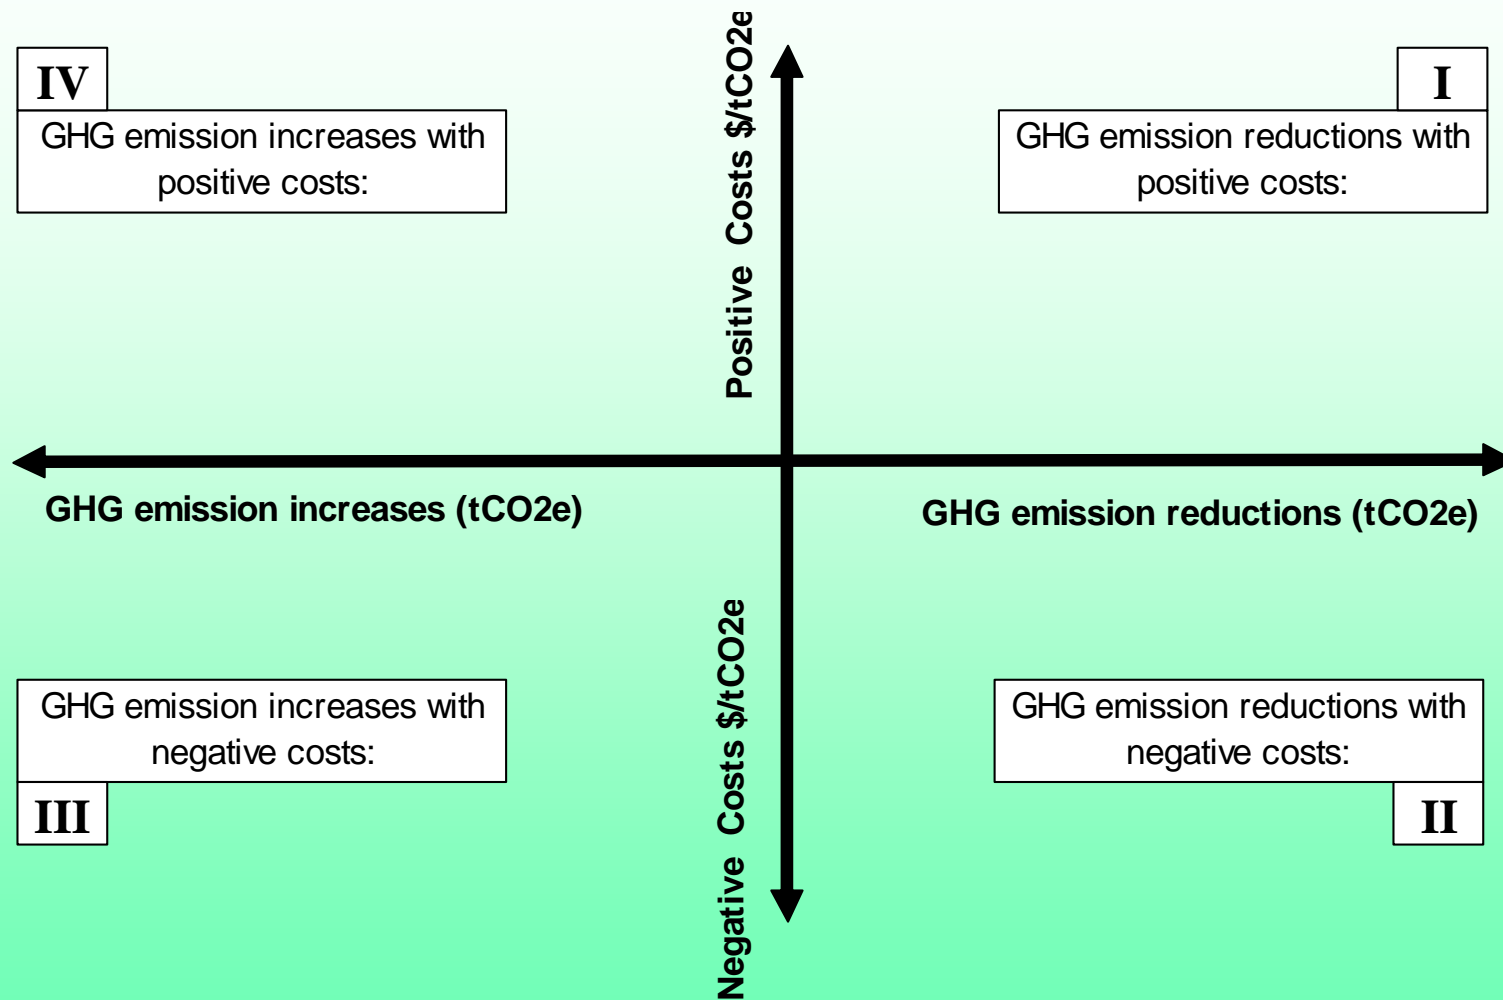 IV
GHG emission increases with
positive costs:
Positive Costs $/tCO2e
I
GHG emission reductions with
positive costs:
GHG emission increases (tCO2e)
GHG emission reductions (tCO2e)
GHG emission increases with
negative costs:
III
Negative Costs $/tCO2e
GHG emission reductions with
negative costs:
II